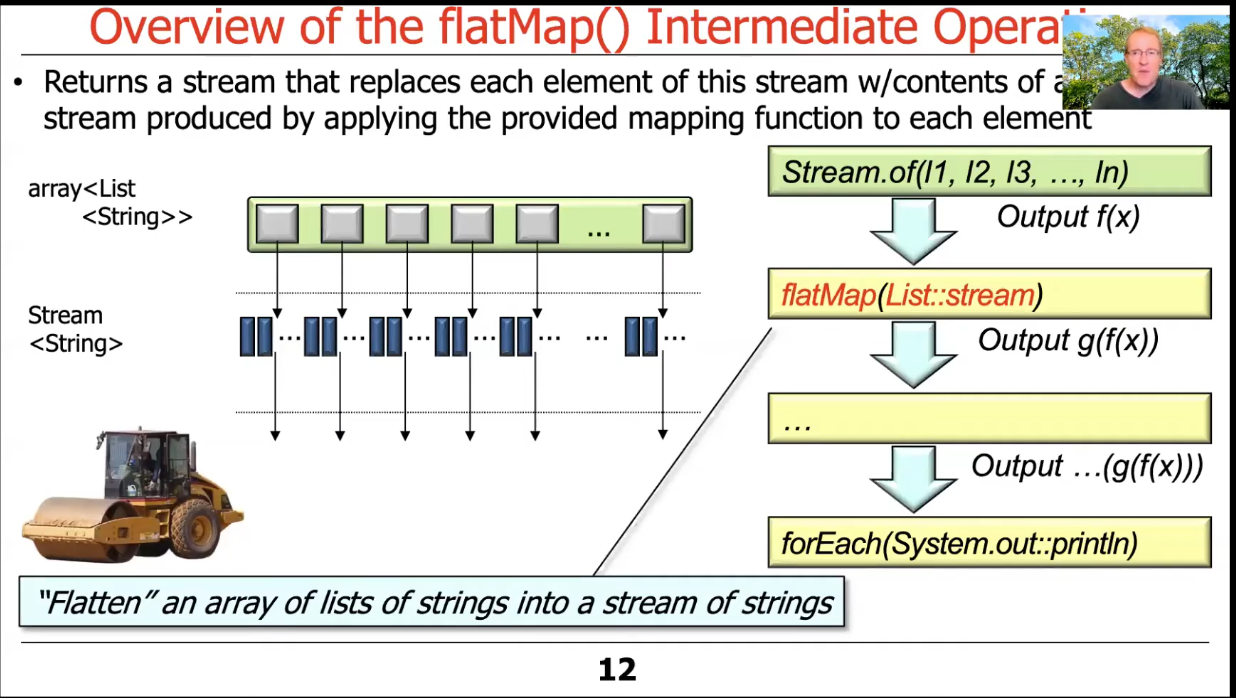 Overview of the flatMap() Intermediate
• Returns a stream that replaces each element of this stream w/contents of
stream produced by applying the provided mapping function to each element
array<List
<String>>
...
Stream
<String>
... ... ... ... ... ... ...
Stream.of(l1, l2, l3, …, ln)
Output f(x)
flatMap(List::stream)
Output g(f(x))
…
Output …(g(f(x)))
forEach(System.out::println)
“Flatten” an array of lists of strings into a stream of strings
12